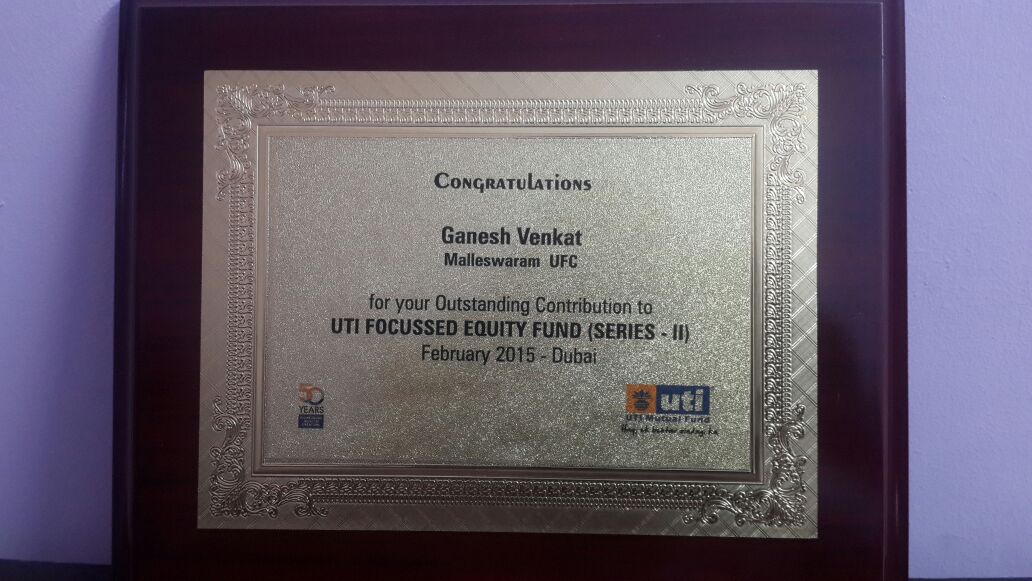 Congratulations
Ganesh Venkat
Malleswaram UFC
for your Outstanding Contribution to
UTI FOCUSSED EQUITY FUND (SERIES - II)
February 2015 - Dubai
50
YEARS
uti
UTI Mutual Fund